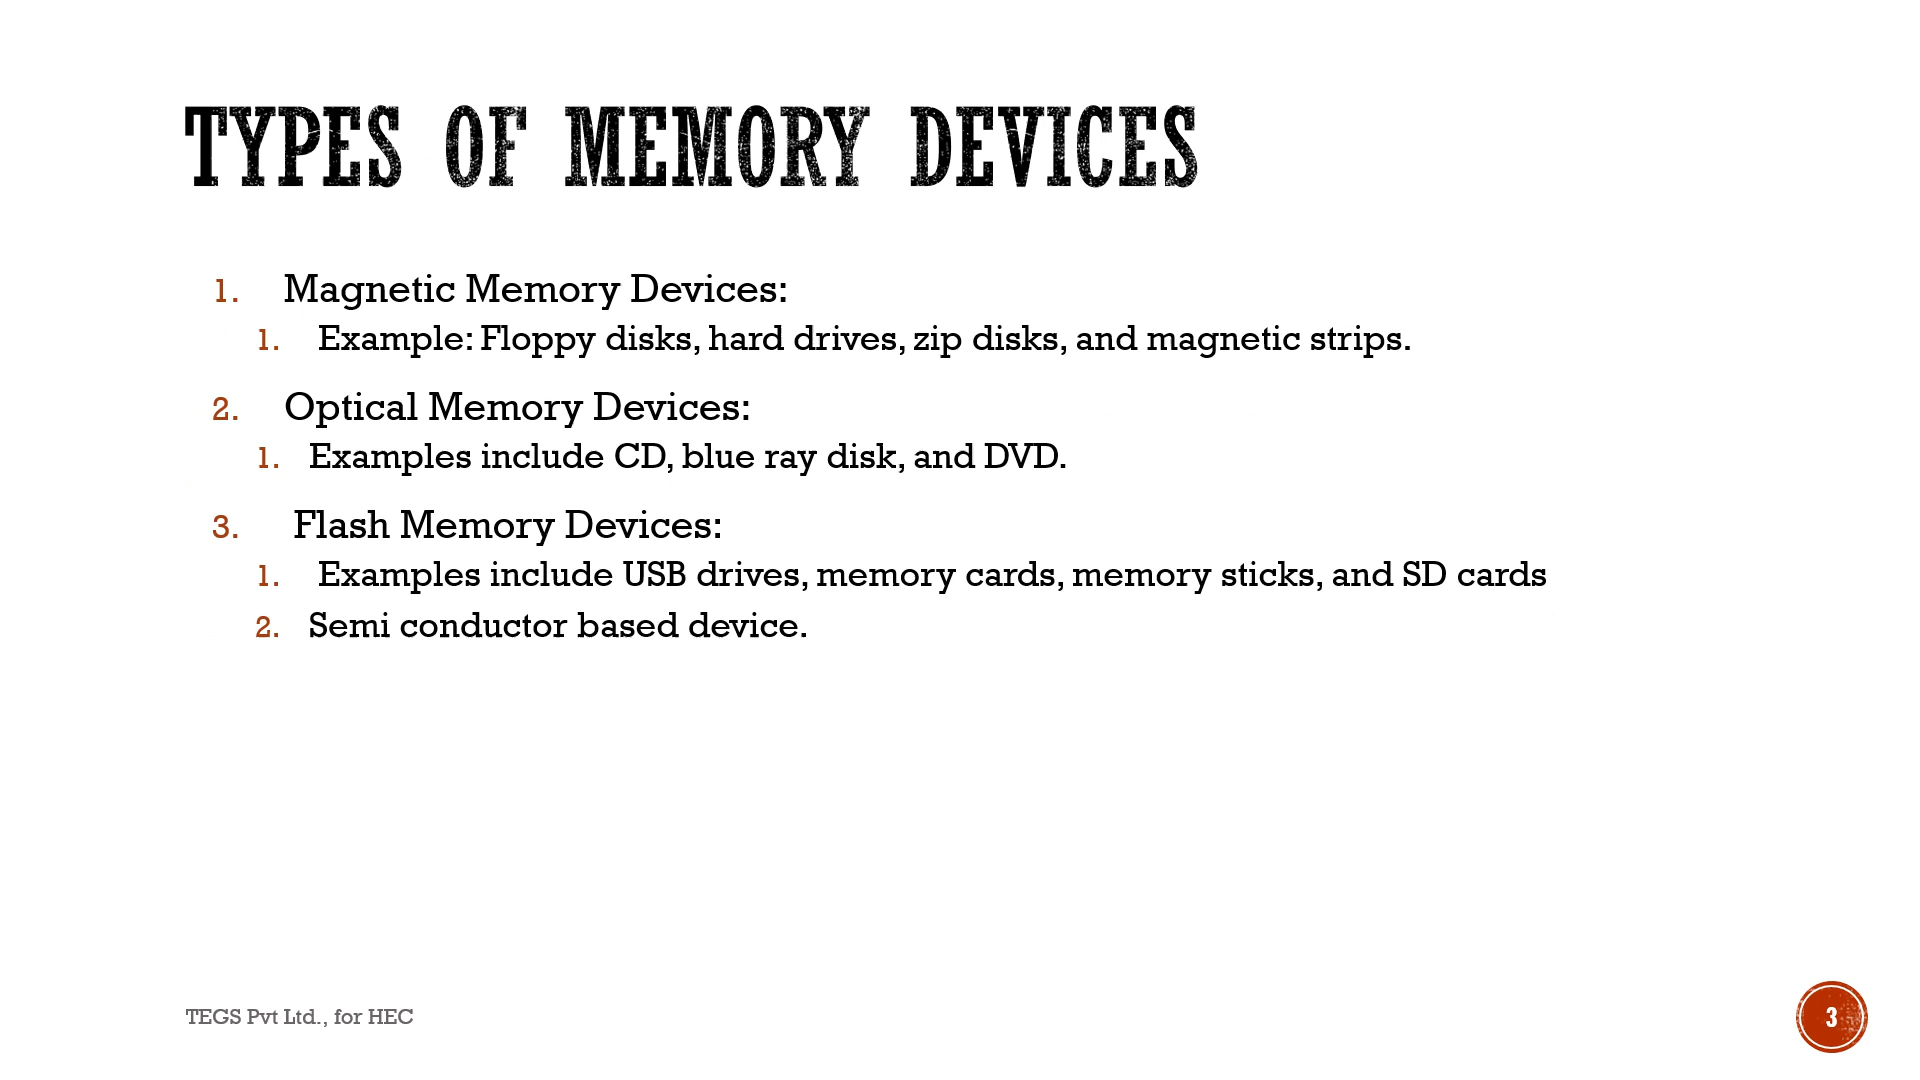 TYPES OF MEMORY DEVICES
1. Magnetic Memory Devices:
1. Example: Floppy disks, hard drives, zip disks, and magnetic strips.
2. Optical Memory Devices:
1. Examples include CD, blue ray disk, and DVD.
3. Flash Memory Devices:
1. Examples include USB drives, memory cards, memory sticks, and SD cards
2. Semi conductor based device.
TEGS Pvt Ltd., for HEC
3